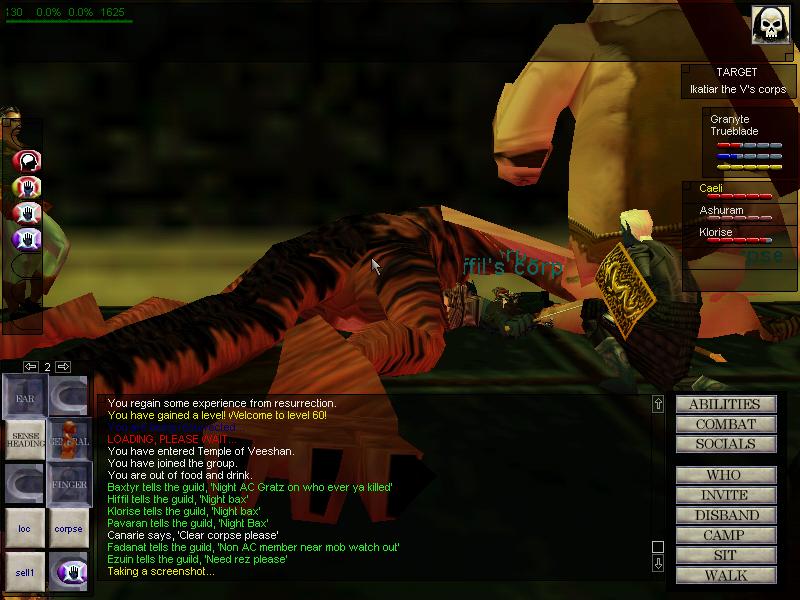 130 0.0% 0.0% 1625
TARGET
Ikatiar the V's corps
Granyte
Trueblade
Caeli
Ashuram
Klorise
ffil's corp
pse
2
EAR
SENSE
HEADING
GENERAL
FINGER
loc
corpse
sell1
You regain some experience from resurrection.
You have gained a level! Welcome to level 60!
LOADING, PLEASE WAIT...
You have entered Temple of Veeshan.
You have joined the group.
You are out of food and drink.
Baxtyr tells the guild, 'Night AC Gratz on who ever ya killed'
Hiffil tells the guild, 'Night bax'
Klorise tells the guild, 'Night bax'
Pavaran tells the guild, 'Night Bax'
Canarie says, 'Clear corpse please'
Fadanat tells the guild, 'Non AC member near mob watch out'
Ezuin tells the guild, 'Need rez please'
Taking a screenshot...
ABILITIES
COMBAT
SOCIALS
WHO
INVITE
DISBAND
CAMP
SIT
WALK